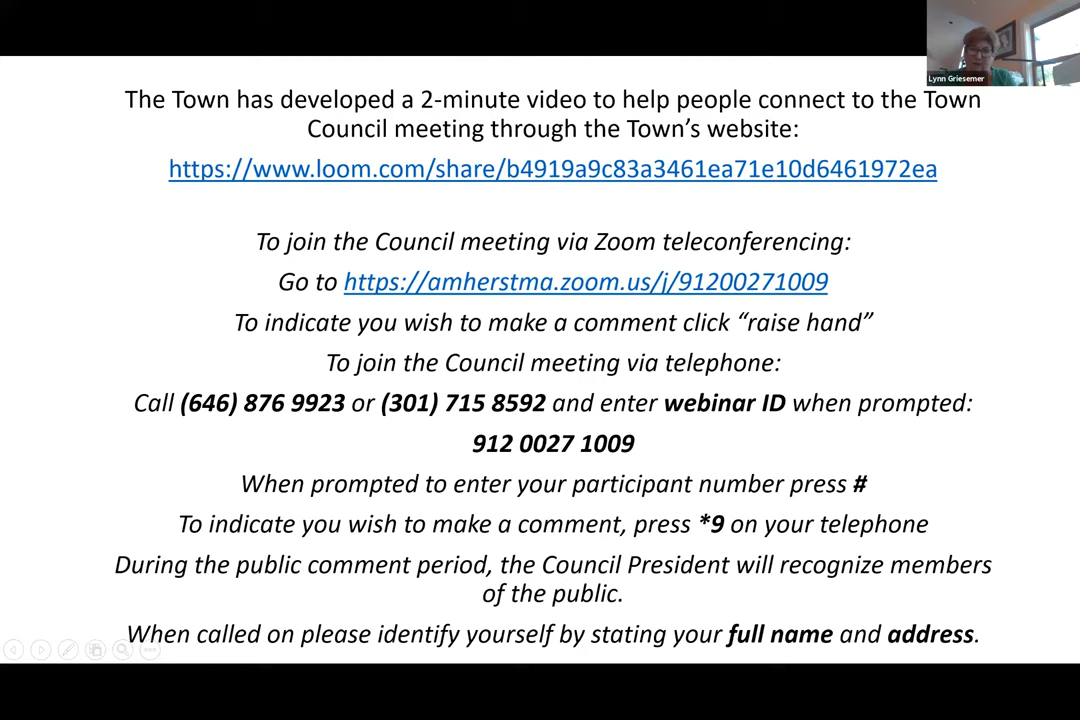 Lynn Griesemer
The Town has developed a 2-minute video to help people connect to the Town
Council meeting through the Town’s website:
https://www.loom.com/share/b4919a9c83a3461ea71e10d6461972ea
To join the Council meeting via Zoom teleconferencing:
Go to https://amherstma.zoom.us/j/91200271009
To indicate you wish to make a comment click “raise hand”
To join the Council meeting via telephone:
Call (646) 876 9923 or (301) 715 8592 and enter webinar ID when prompted:
912 0027 1009
When prompted to enter your participant number press #
To indicate you wish to make a comment, press *9 on your telephone
During the public comment period, the Council President will recognize members
of the public.
When called on please identify yourself by stating your full name and address.